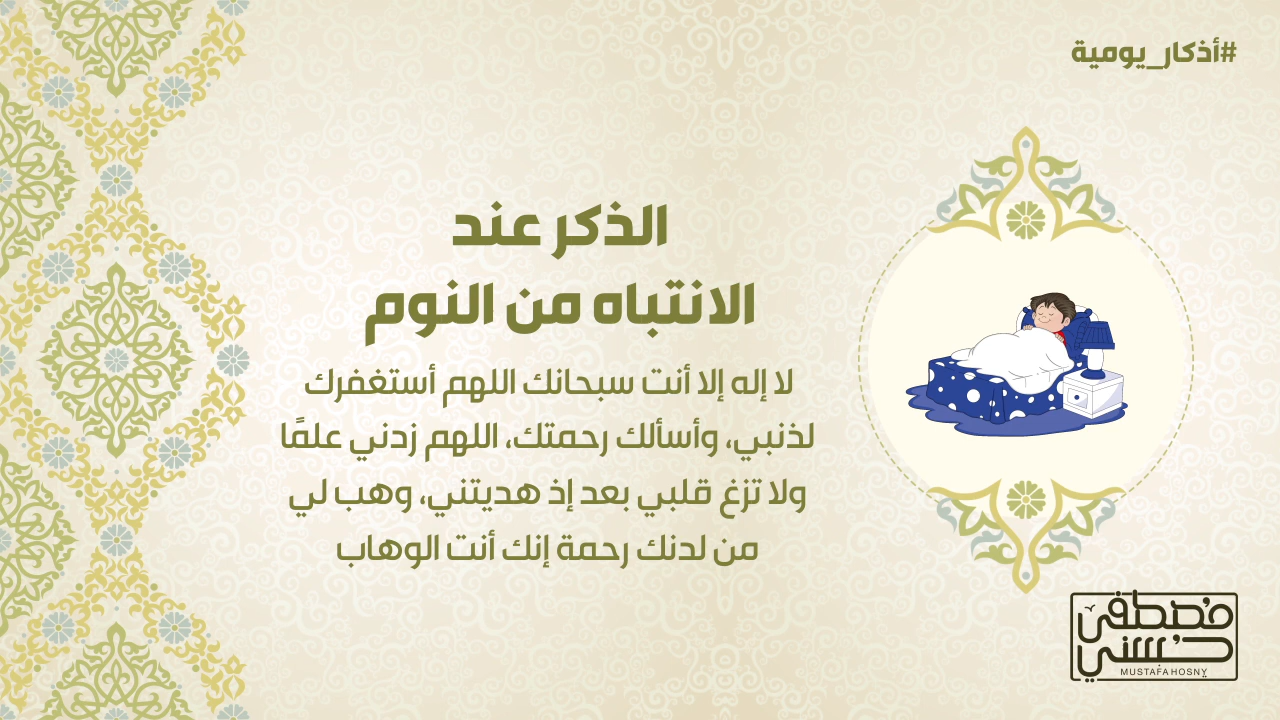 #أذكار_يومية
الذكر عند
الانتباه من النوم
لا إله إلا أنت سبحانك اللهم أستغفرك
لذنبي، وأسألك رحمتك، اللهم زدني علمًا
ولا تزغ قلبي بعد إذ هديتني، وهب لي
من لدنك رحمة إنك أنت الوهاب
مصطفى
حسني
MUSTAFA HOSNY